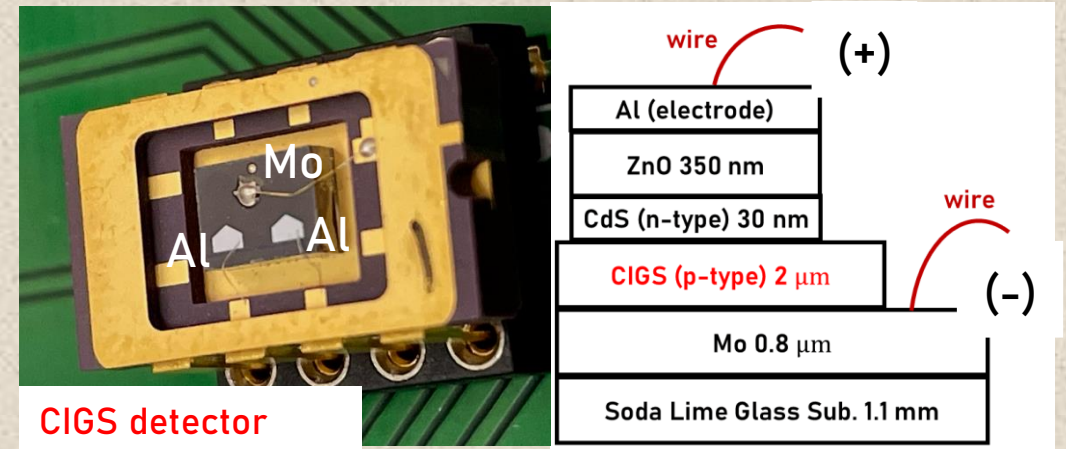 Mo
Al
Al
CIGS detector
wire
(+)
Al (electrode)
ZnO 350 nm
CdS (n-type) 30 nm
wire
CIGS (p-type) 2 μm
(-)
Mo 0.8 μm
Soda Lime Glass Sub. 1.1 mm